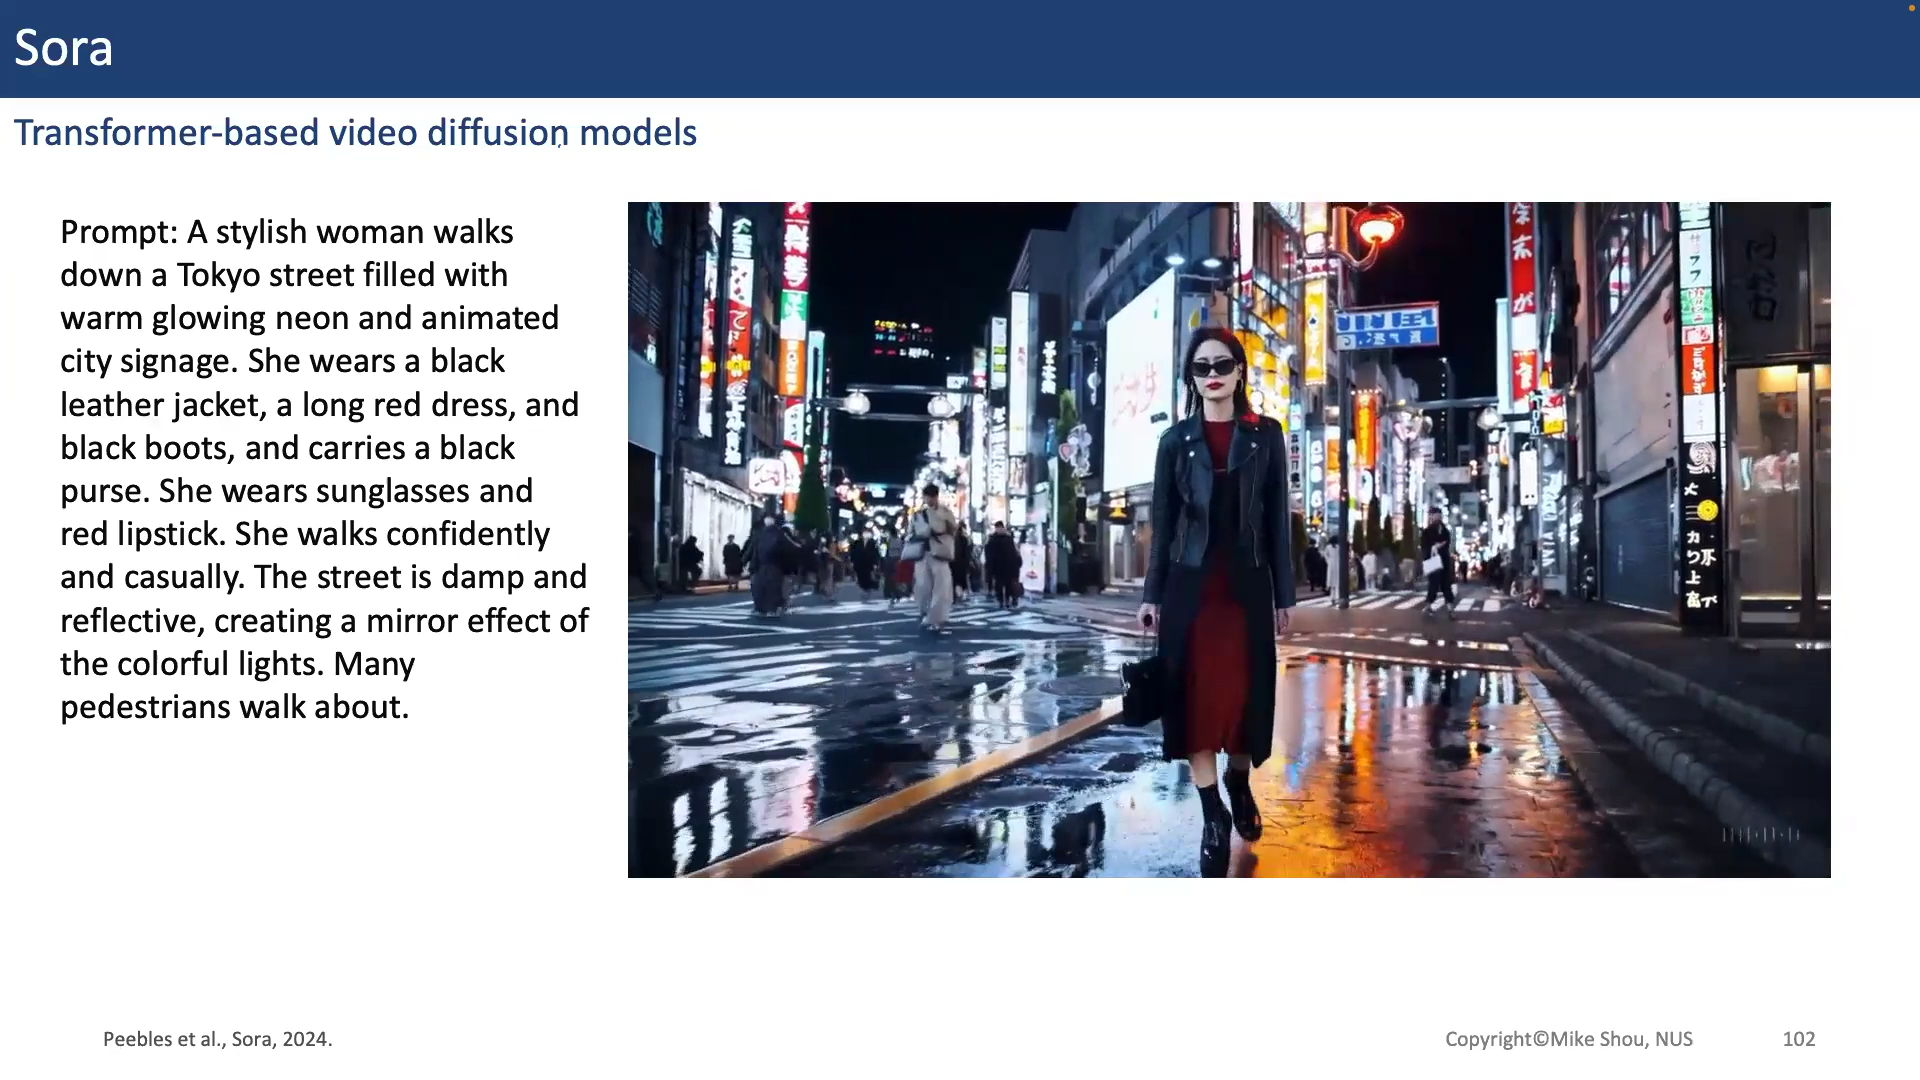 Sora
Transformer-based video diffusion models
Prompt: A stylish woman walks
down a Tokyo street filled with
warm glowing neon and animated
city signage. She wears a black
leather jacket, a long red dress, and
black boots, and carries a black
purse. She wears sunglasses and
red lipstick. She walks confidently
and casually. The street is damp and
reflective, creating a mirror effect of
the colorful lights. Many
pedestrians walk about.
Peebles et al., Sora, 2024.
Copyright©Mike Shou, NUS
102